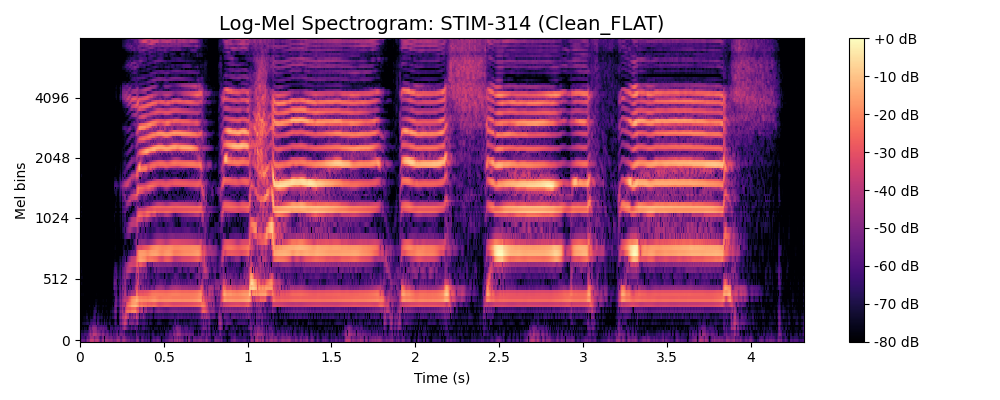 Log-Mel Spectrogram: STIM-314 (Clean_FLAT)
Mel bins
4096
2048
1024
512
0
0 0.5 1 1.5 2 2.5 3 3.5 4
Time (s)
+0 dB
-10 dB
-20 dB
-30 dB
-40 dB
-50 dB
-60 dB
-70 dB
-80 dB